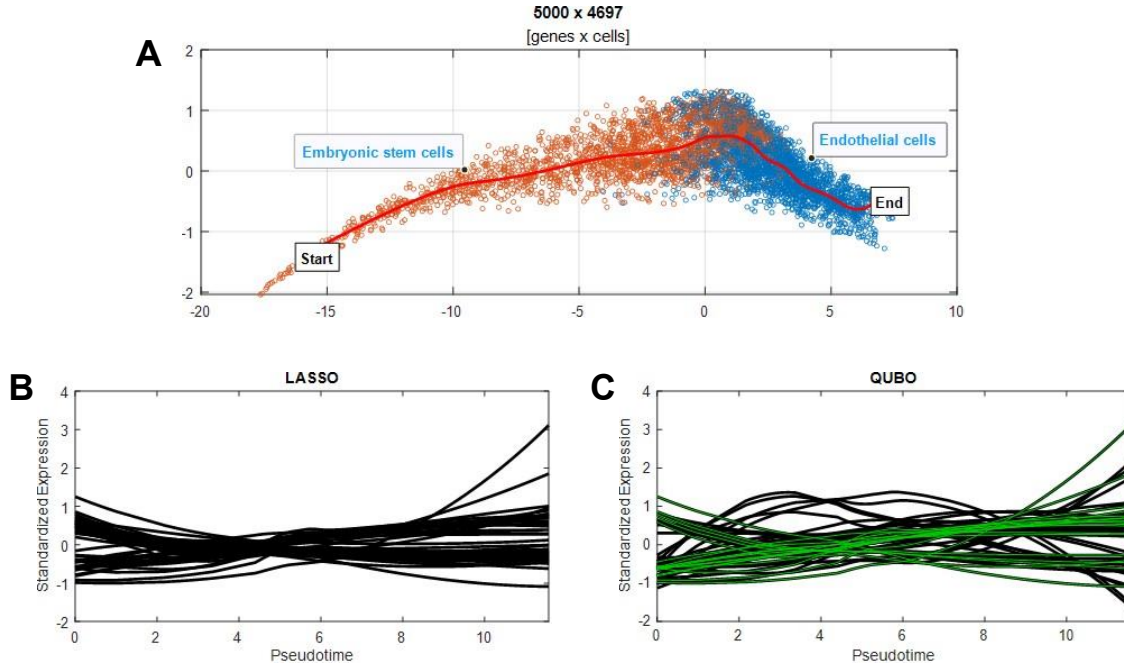 5000 x 4697
[genes x cells]
A
2
1
0
-1
-2
Embryonic stem cells
Endothelial cells
Start
End
-20 -15 -10 -5 0 5 10
B
LASSO
4
3
2
1
0
-1
-2
Standardized Expression
0 2 4 6 8 10
Pseudotime
C
QUBO
4
3
2
1
0
-1
-2
Standardized Expression
0 2 4 6 8 10
Pseudotime